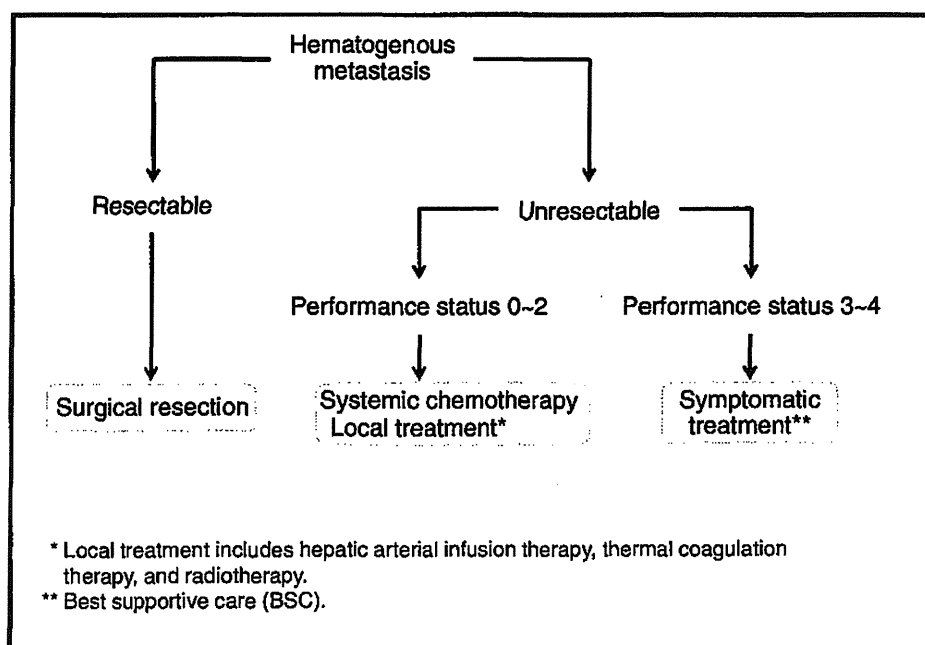 Hematogenous
metastasis
Resectable
Unresectable
Performance status 0~2
Performance status 3~4
Surgical resection
Systemic chemotherapy
Local treatment*
Symptomatic
treatment**
* Local treatment includes hepatic arterial infusion therapy, thermal coagulation
therapy, and radiotherapy.
** Best supportive care (BSC).